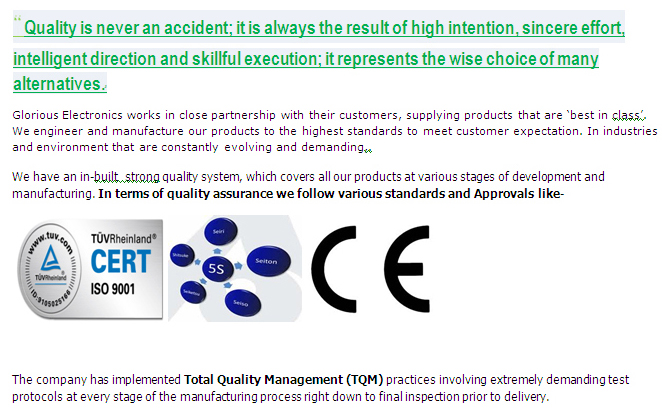 “Quality is never an accident; it is always the result of high intention, sincere effort,
intelligent direction and skillful execution; it represents the wise choice of many
alternatives.
Glorious Electronics works in close partnership with their customers, supplying products that are ‘best in class’.
We engineer and manufacture our products to the highest standards to meet customer expectation. In industries
and environment that are constantly evolving and demanding..
We have an in-built strong quality system, which covers all our products at various stages of development and
manufacturing. In terms of quality assurance we follow various standards and Approvals like-
www.tuv.com
TÜVRheinland
TÜVRheinland®
CERT
ISO 9001
Seiri
Seiton
Seiso
5S
CE
The company has implemented Total Quality Management (TQM) practices involving extremely demanding test
protocols at every stage of the manufacturing process right down to final inspection prior to delivery.